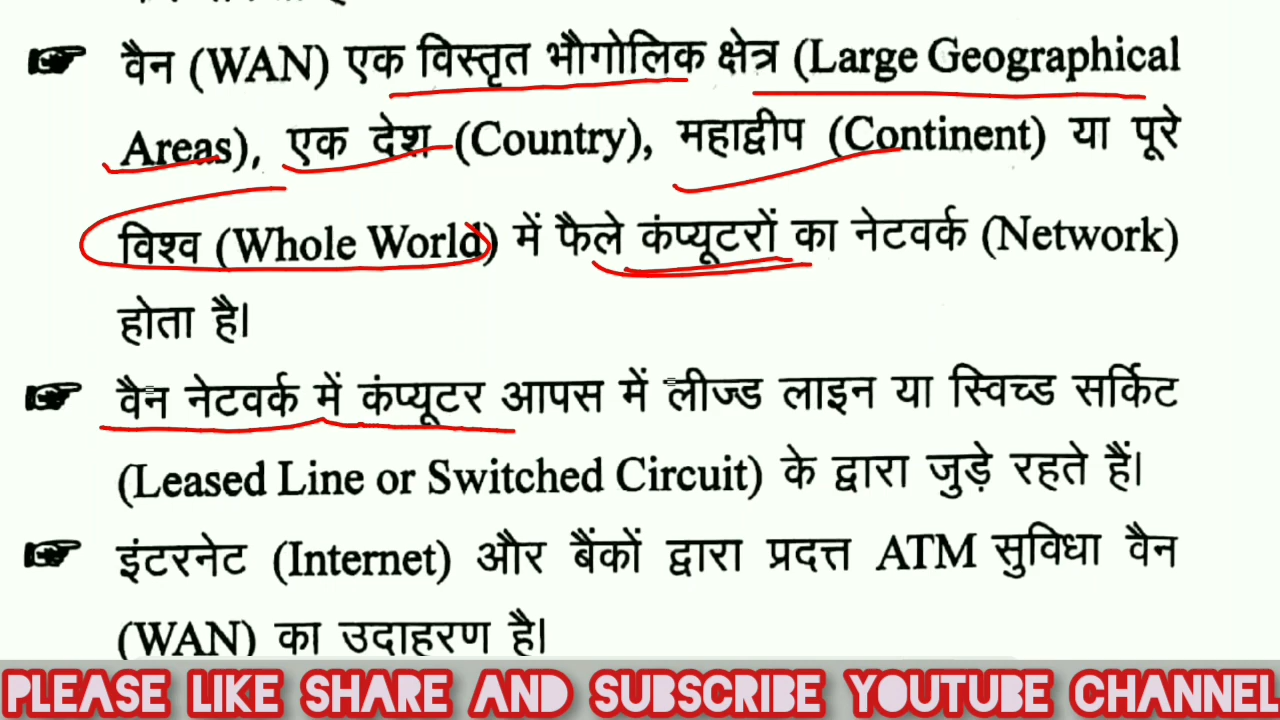 वैन (WAN) एक विस्तृत भौगोलिक क्षेत्र (Large Geographical
Areas), एक देश (Country), महाद्वीप (Continent) या पूरे
विश्व (Whole World) में फैले कंप्यूटरों का नेटवर्क (Network)
होता है।
वैन नेटवर्क में कंप्यूटर आपस में लीज्ड लाइन या स्विच्ड सर्किट
(Leased Line or Switched Circuit) के द्वारा जुड़े रहते हैं।
इंटरनेट (Internet) और बैंकों द्वारा प्रदत्त ATM सुविधा वैन
(WAN) का उदाहरण है।
PLEASE LIKE SHARE AND SUBSCRIBE YOUTUBE CHANNEL